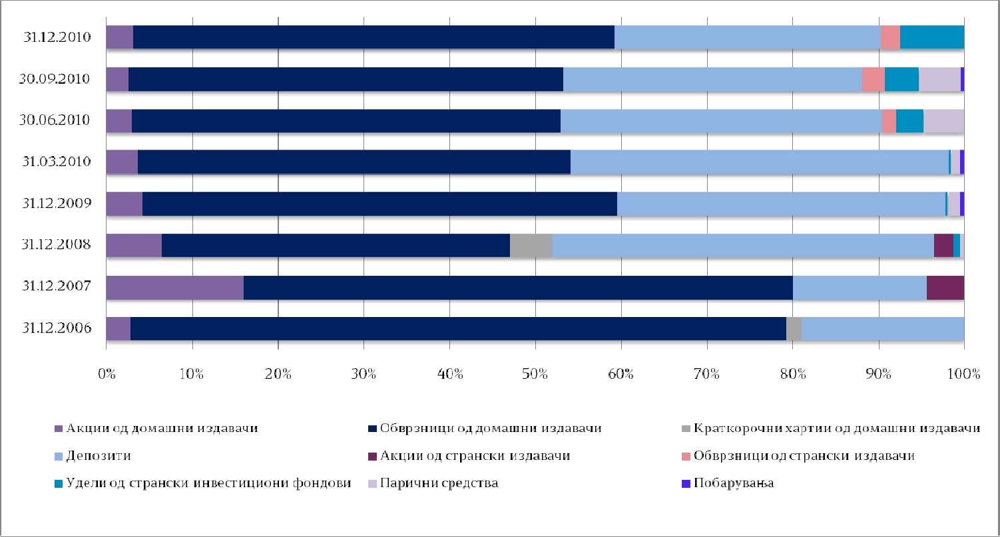 31.12.2010
30.09.2010
30.06.2010
31.03.2010
31.12.2009
31.12.2008
31.12.2007
31.12.2006
0% 10% 20% 30% 40% 50% 60% 70% 80% 90% 100%
Акции од домашни издавачи Обврзници од домашни издавачи Краткорочни хартии од домашни издавачи
Депозити Акции од странски издавачи Обврзници од странски издавачи
Удели од странски инвестициони фондови Парични средства Побарувања